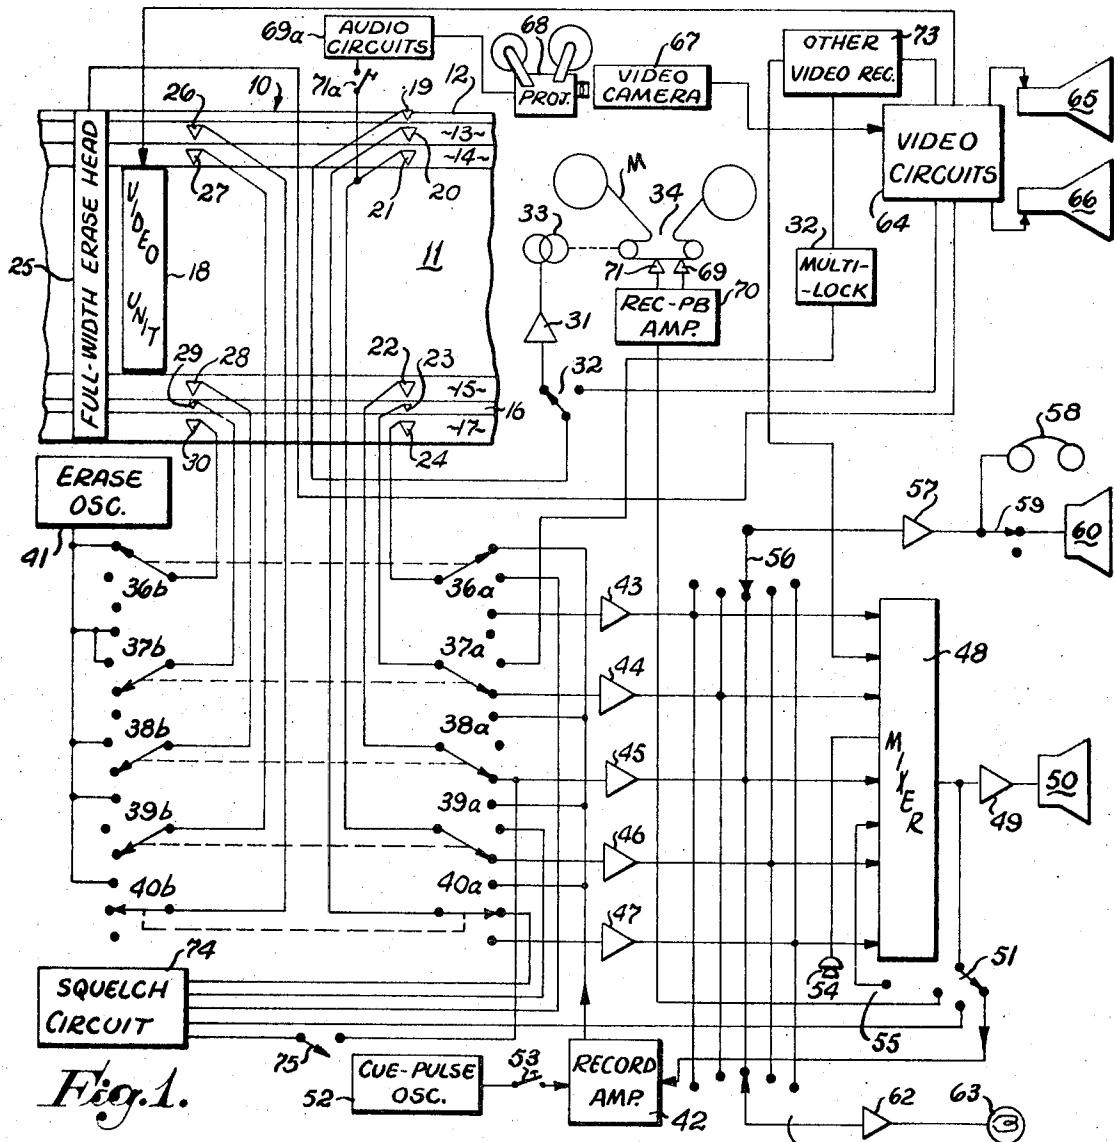 69a
AUDIO
CIRCUITS
68
67
OTHER
VIDEO REC.
73
26
10
71a
19
12
PROJ.
VIDEO
CAMERA
65
~13~
~14~
27
20
21
M
34
VIDEO
CIRCUITS
64
66
FULL-WIDTH ERASE HEAD
VIDEO
UNIT
25
18
11
33
71
69
32
MULTI-
-LOCK
REC-PB
AMP.
70
31
29
28
22
23
~15~
16
~17~
32
30
24
58
ERASE
OSC.
41
57
59
60
56
36b
36a
43
37b
37a
44
48
38b
38a
45
MIXER
39b
39a
46
49
50
40b
40a
47
74
SQUELCH
CIRCUIT
54
51
55
75
CUE-PULSE
OSC.
52
53
RECORD
AMP.
42
62
63
Fig.1.